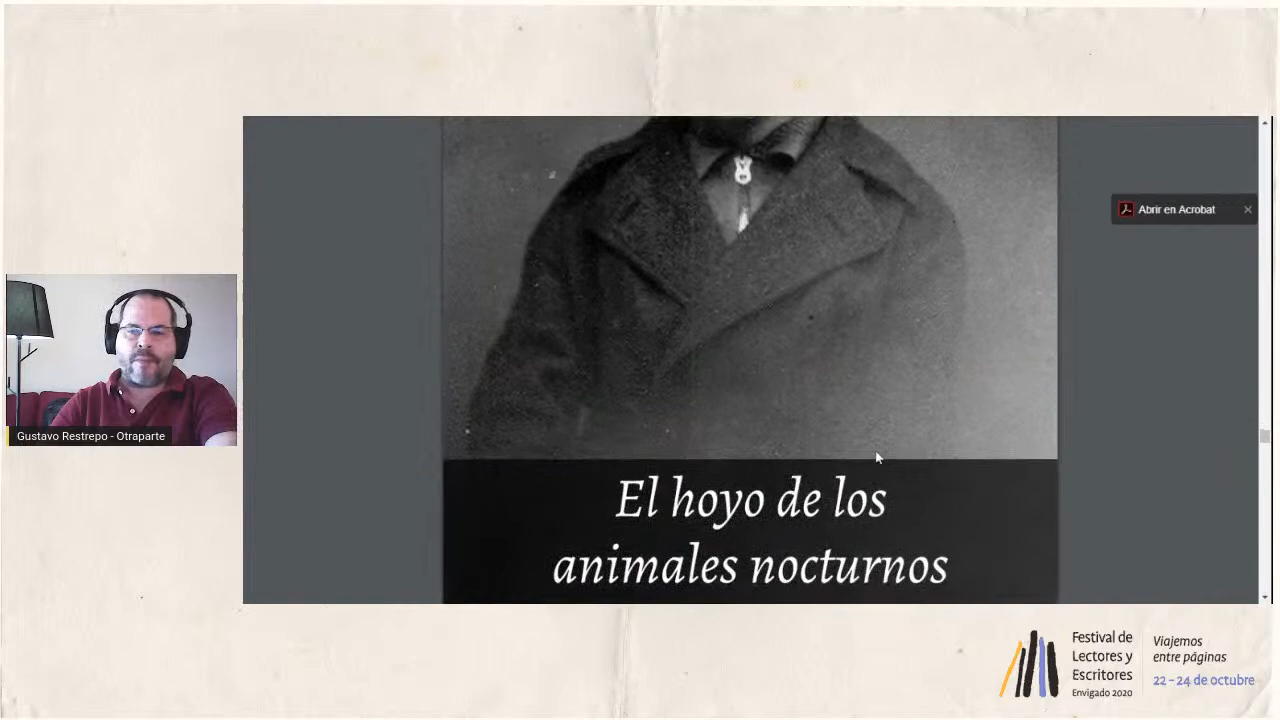 Abrir en Acrobat
Gustavo Restrepo - Otraparte
El hoyo de los
animales nocturnos
Festival de
Lectores y
Escritores
Envigado 2020
Viajemos
entre páginas
22-24 de octubre